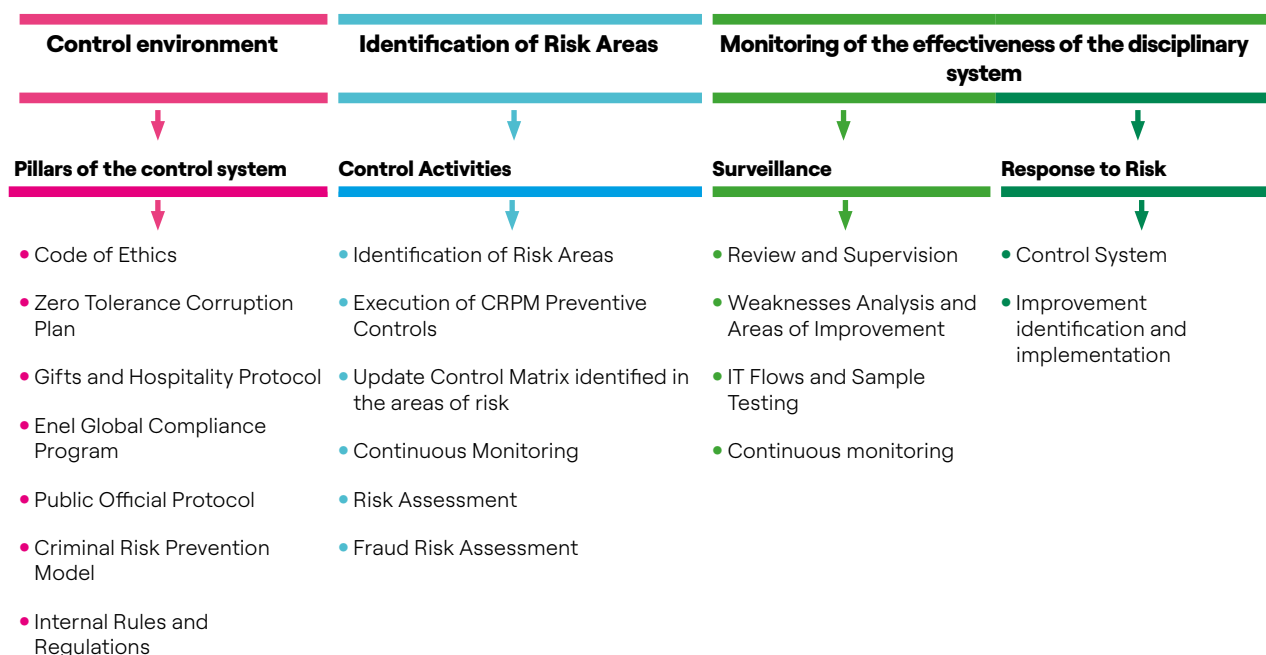 Control environment
Identification of Risk Areas
Monitoring of the effectiveness of the disciplinary
system
Pillars of the control system
Control Activities
Surveillance
Response to Risk
• Code of Ethics
• Zero Tolerance Corruption
Plan
• Gifts and Hospitality Protocol
• Enel Global Compliance
Program
• Public Official Protocol
• Criminal Risk Prevention
Model
• Internal Rules and
Regulations
• Identification of Risk Areas
• Execution of CRPM Preventive
Controls
• Update Control Matrix identified in
the areas of risk
• Continuous Monitoring
• Risk Assessment
• Fraud Risk Assessment
• Review and Supervision
• Weaknesses Analysis and
Areas of Improvement
• IT Flows and Sample
Testing
• Continuous monitoring
• Control System
• Improvement
identification and
implementation